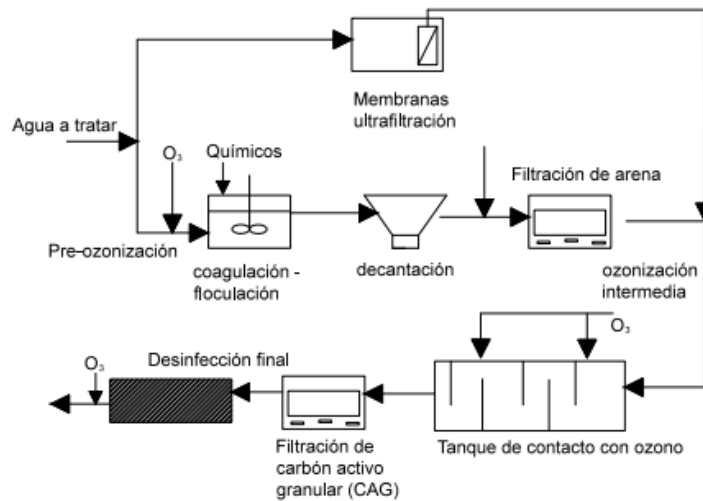 Membranas
ultrafiltración
Agua a tratar
O₃
Químicos
Filtración de arena
Pre-ozonización
coagulación -
floculación
decantación
ozonización
intermedia
O₃
Desinfección final
O₃
Filtración de
carbón activo
granular (CAG)
Tanque de contacto con ozono